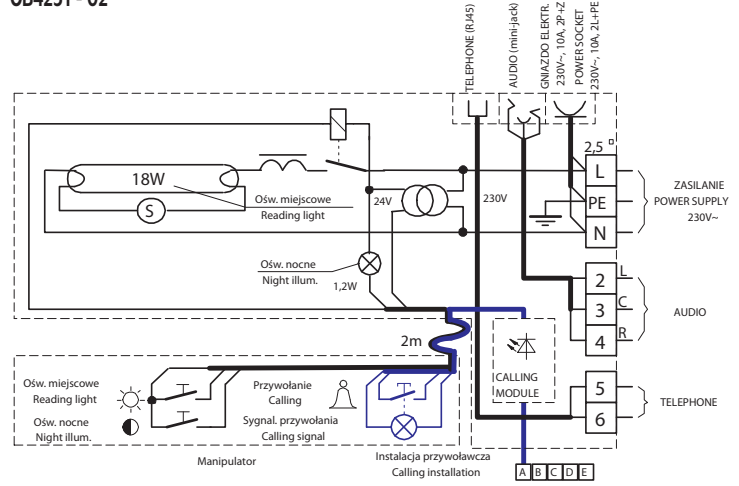 TELEPHONE (RJ45)
AUDIO (mini-jack)
GNIAZDO ELEKTR.
230V~, 10A, 2P+Z
POWER SOCKET
230V~, 10A, 2L+PE
2,5
L
PE
N
ZASILANIE
POWER SUPPLY
230V~
18W
S
Ośw. miejscowe
Reading light
24V
230V
Ośw. nocne
Night illum.
1,2W
2
L
3
C
4
R
AUDIO
2m
CALLING
MODULE
5
6
TELEPHONE
Ośw. miejscowe
Reading light
Ośw. nocne
Night illum.
Przywołanie
Calling
Sygnal. przywołania
Calling signal
Manipulator
Instalacja przyoławcza
Calling installation
A B C D E